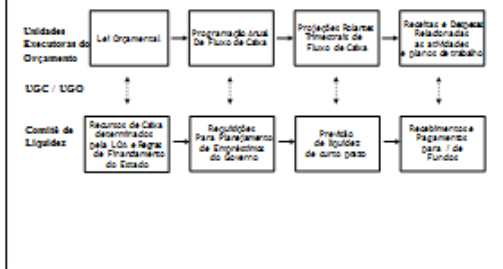 Unidades
Executoras do
Orçamento
Lei Orçamental
Programação Anual
De Fluxo de Caixa
Projeções Rolantes
Trimestrais de
Fluxo de Caixa
Receitas e Despesas
Relacionadas
as atividades
e planos de trabalho
UGC / UGO
Comitê de
Liquidez
Recursos de Caixa
determinados
pela LOA e Regras
de Financiamento
do Estado
Requisições
Para Planejamento
de Empréstimos
do Governo
Previsão
de liquidez
de curto prazo
Recebimentos e
Pagamentos
para / de
Fundos